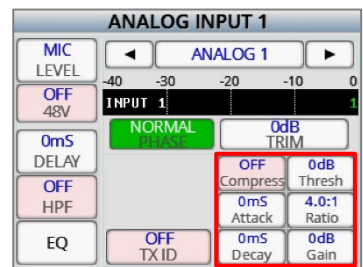 ANALOG INPUT 1
MIC
LEVEL
ANALOG 1
-40 -30 -20 -10 0
OFF
48V
INPUT 1 1
0mS
DELAY
NORMAL
PHASE
0dB
TRIM
OFF
HPF
OFF
Compress
0dB
Thresh
0mS
Attack
4.0:1
Ratio
EQ
OFF
TX ID
0mS
Decay
0dB
Gain